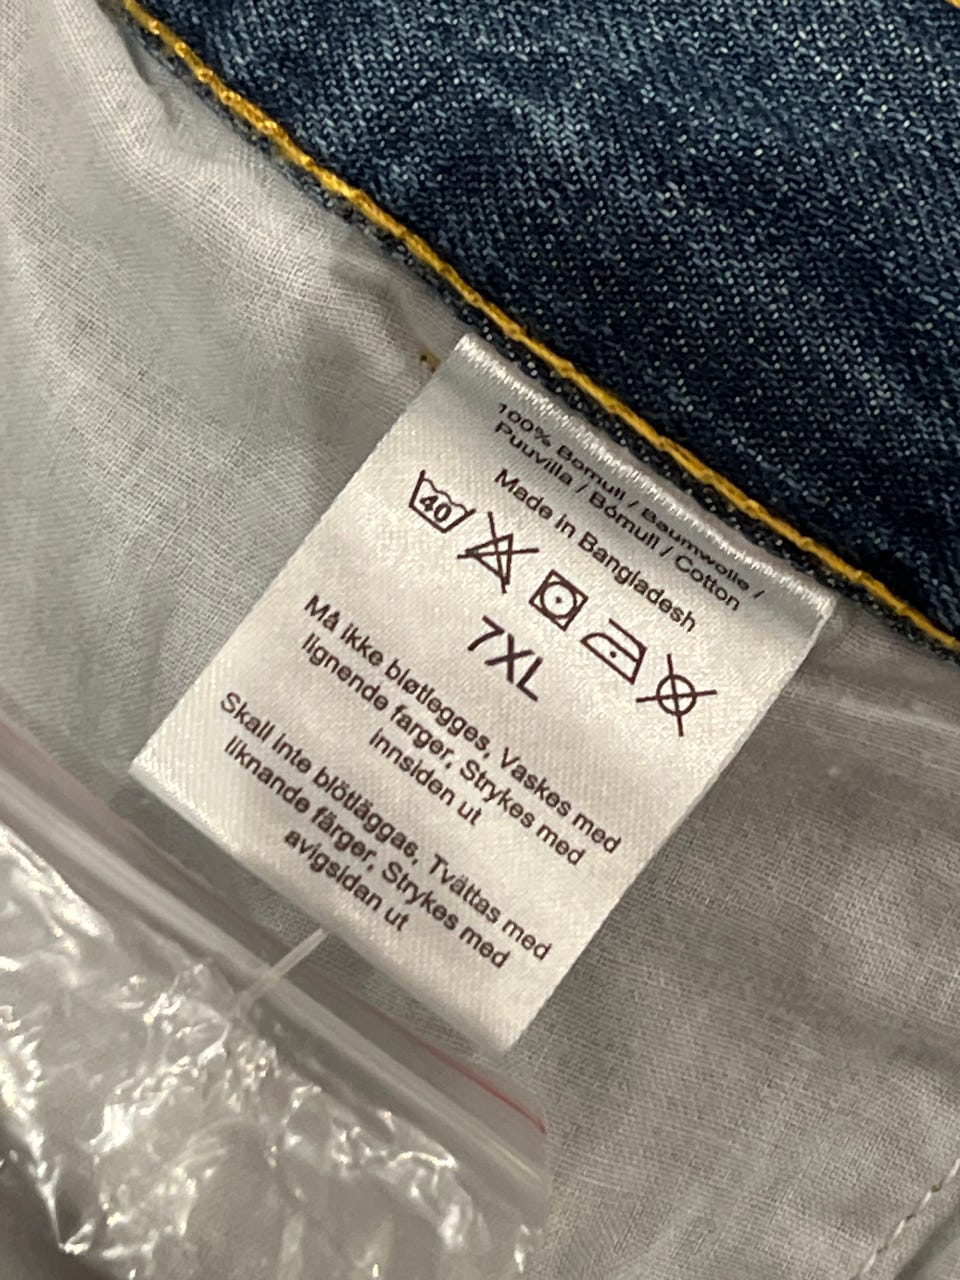 100% Bomull / Baumwolle /
Puuvilla / Bómull / Cotton
Made in Bangladesh
40
7XL
Må ikke bløtlegges, Vaskes med
lignende farger, Strykes med
innsiden ut
Skall inte blötläggas, Tvättas med
liknande färger, Strykes med
avigsidan ut